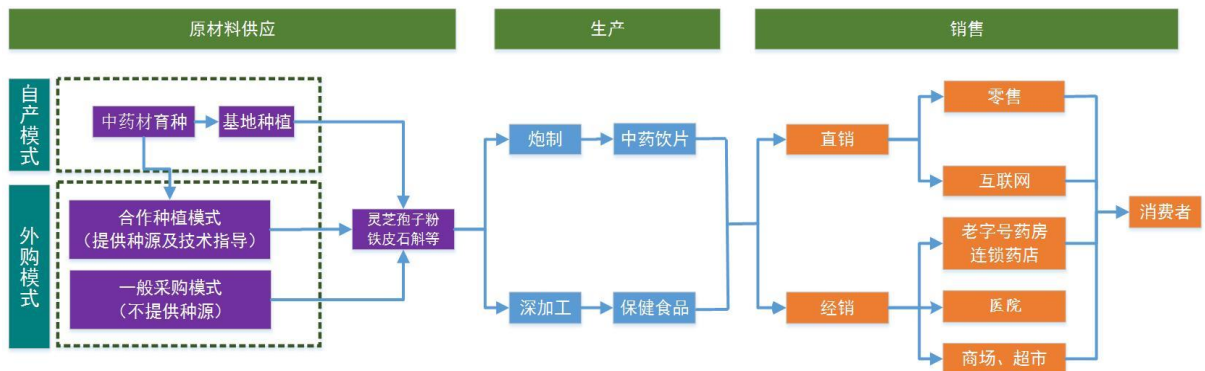 原材料供应
生产
销售
自产模式
中药材育种
基地种植
外购模式
合作种植模式
（提供种源及技术指导）
一般采购模式
（不提供种源）
灵芝孢子粉
铁皮石斛等
炮制
中药饮片
深加工
保健食品
直销
经销
零售
互联网
老字号药房
连锁药店
医院
商场、超市
消费者